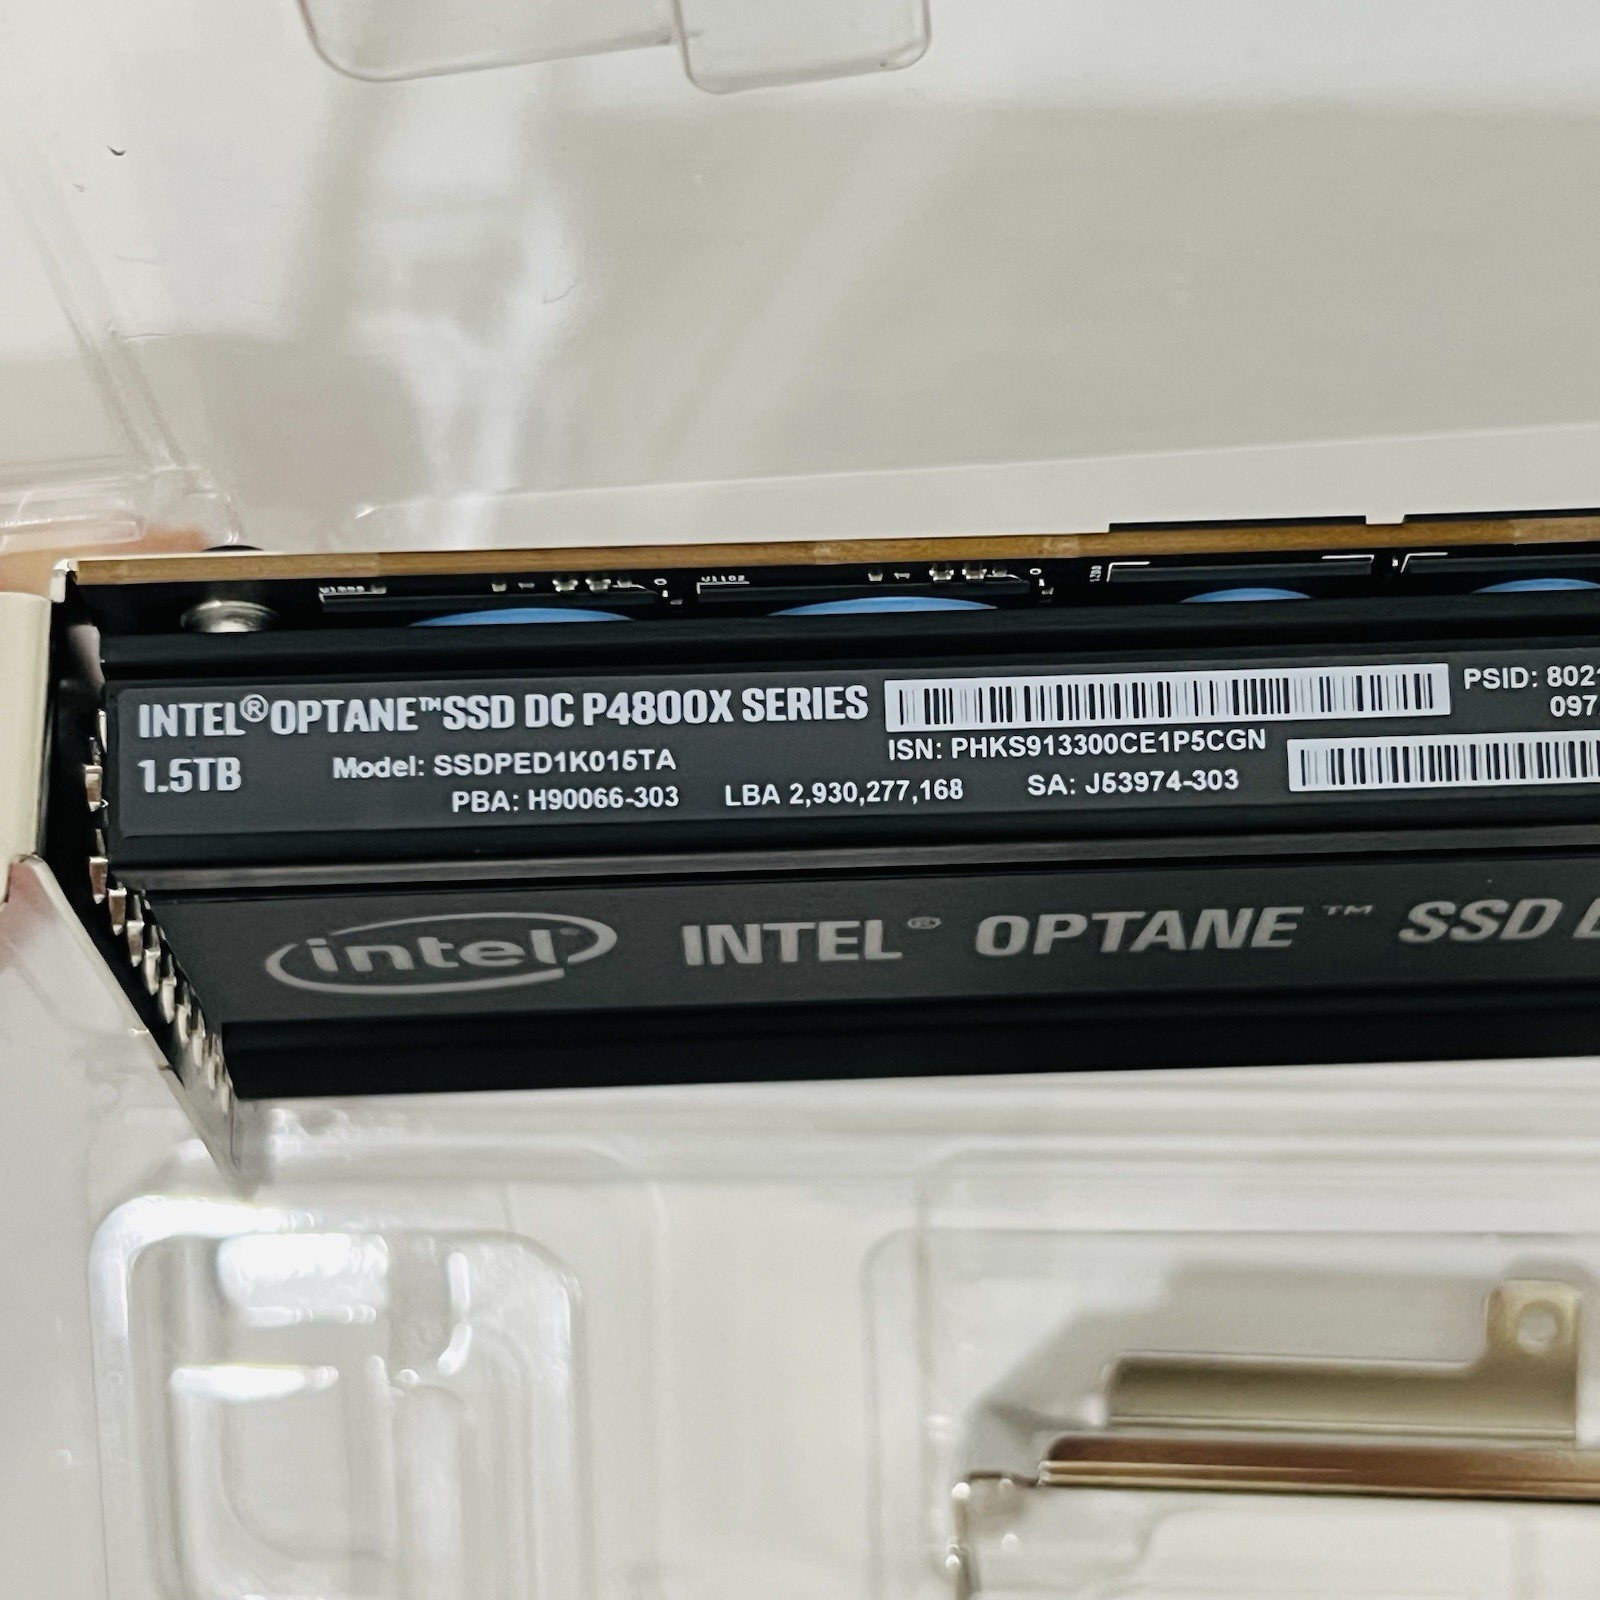 U1102
INTEL®OPTANE™SSD DC P4800X SERIES
1.5TB
Model: SSDPED1K015TA
PBA: H90066-303
LBA 2,930,277,168
ISN: PHKS913300CE1P5CGN
SA: J53974-303
PSID: 802
097
intel®
INTEL® OPTANE™ SSD